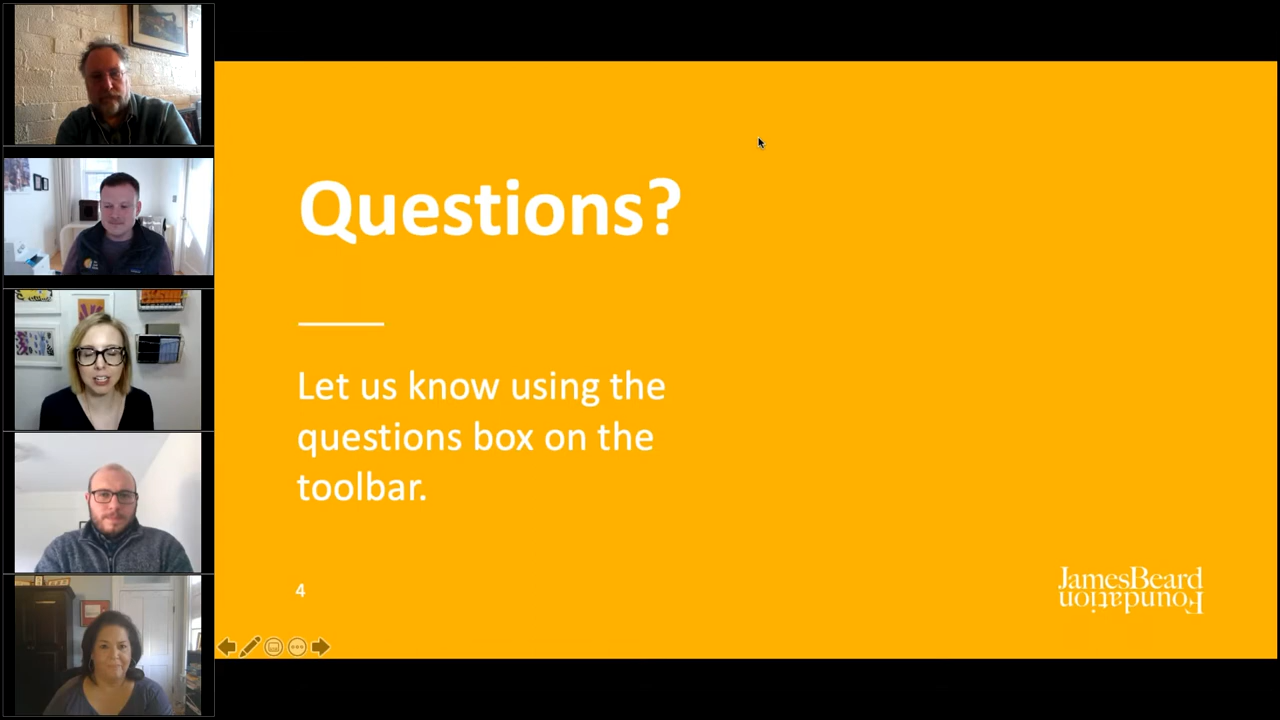 Questions?
Let us know using the
questions box on the
toolbar.
4
JamesBeard
Foundation